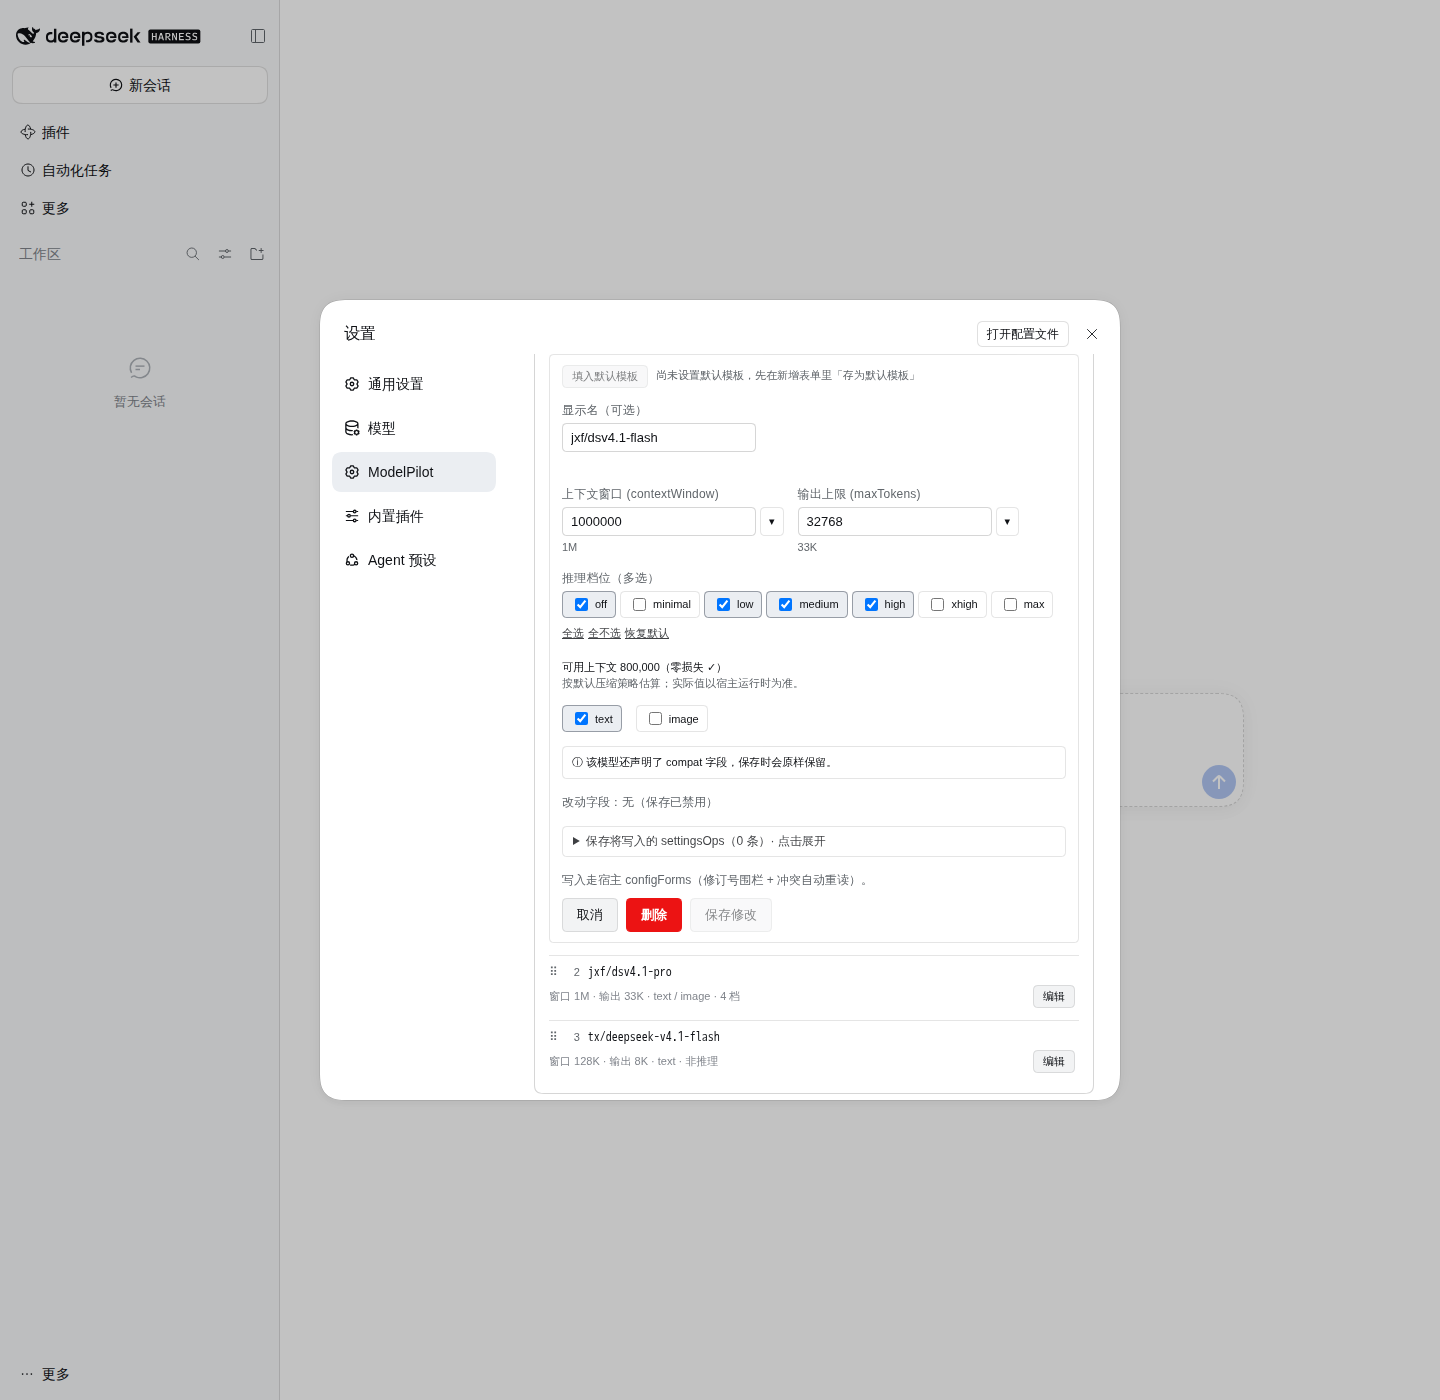 deepseek HARNESS
新会话
插件
自动化任务
更多
工作区
暂无会话
更多
设置
打开配置文件
通用设置
模型
ModelPilot
内置插件
Agent 预设
填入默认模板 尚未设置默认模板，先在新增表单里「存为默认模板」
显示名（可选）
jxf/dsv4.1-flash
上下文窗口 (contextWindow) 输出上限 (maxTokens)
1000000 ▾ 32768 ▾
1M 33K
推理档位（多选）
off minimal low medium high xhigh max
全选 全不选 恢复默认
可用上下文 800,000（零损失 ✓）
按默认压缩策略估算；实际值以宿主运行时为准。
text image
ⓘ 该模型还声明了 compat 字段，保存时会原样保留。
改动字段：无（保存已禁用）
▶ 保存将写入的 settingsOps（0 条）· 点击展开
写入走宿主 configForms（修订号围栏 + 冲突自动重读）。
取消 删除 保存修改
⠿ 2 jxf/dsv4.1-pro
窗口 1M · 输出 33K · text / image · 4 档 编辑
⠿ 3 tx/deepseek-v4.1-flash
窗口 128K · 输出 8K · text · 非推理 编辑